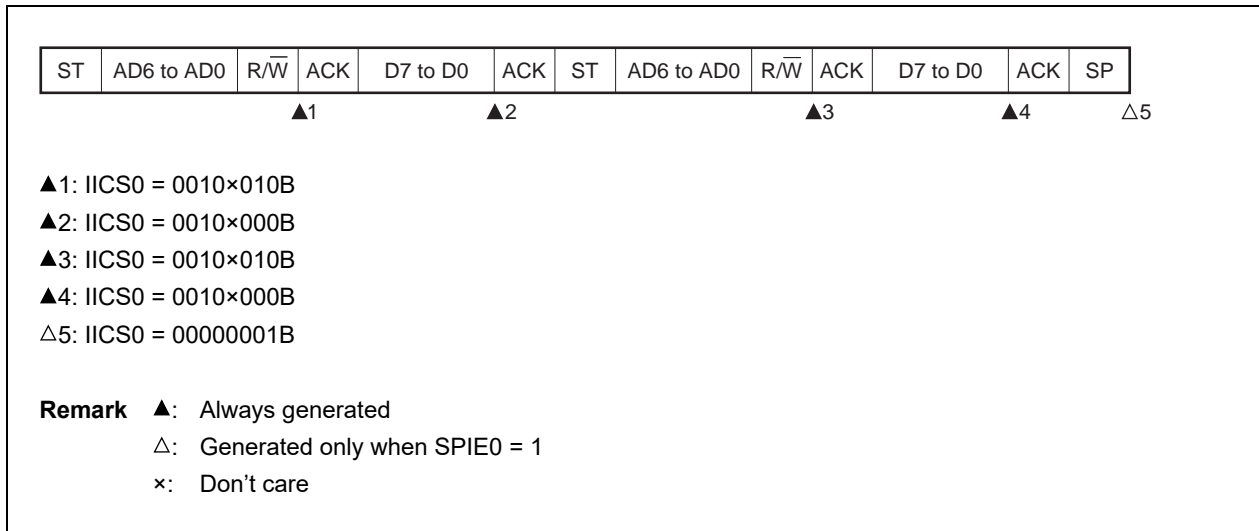 ST AD6 to AD0 R/W̅ ACK D7 to D0 ACK ST AD6 to AD0 R/W̅ ACK D7 to D0 ACK SP
▲1 ▲2 ▲3 ▲4 △5
▲1: IICS0 = 0010×010B
▲2: IICS0 = 0010×000B
▲3: IICS0 = 0010×010B
▲4: IICS0 = 0010×000B
△5: IICS0 = 00000001B
Remark ▲: Always generated
△: Generated only when SPIE0 = 1
×: Don’t care